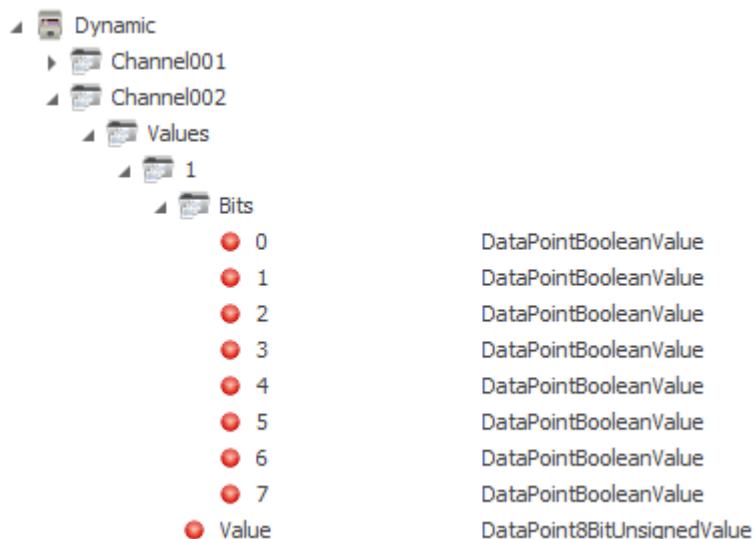 Dynamic
Channel001
Channel002
Values
1
Bits
0 DataPointBooleanValue
1 DataPointBooleanValue
2 DataPointBooleanValue
3 DataPointBooleanValue
4 DataPointBooleanValue
5 DataPointBooleanValue
6 DataPointBooleanValue
7 DataPointBooleanValue
Value DataPoint8BitUnsignedValue